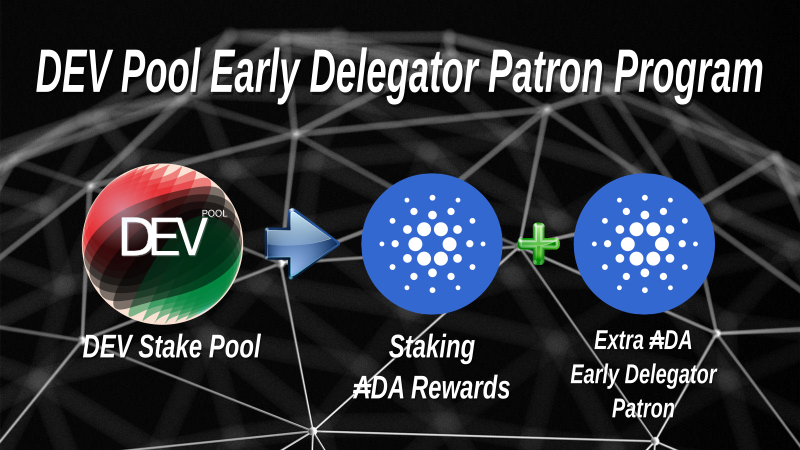 DEV Pool Early Delegator Patron Program
DEV
POOL
DEV Stake Pool
Staking
₳DA Rewards
Extra ₳DA
Early Delegator
Patron